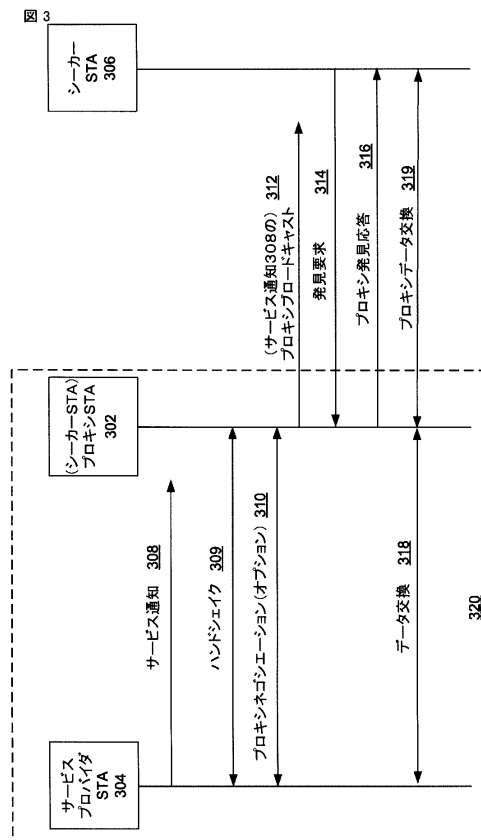 図 3
サービス
プロバイダ
STA
304
(シーカーSTA)
プロキシSTA
302
シーカー
STA
306
サービス通知 308
ハンドシェイク 309
プロキシネゴシエーション(オプション) 310
(サービス通知308の) 312
プロキシブロードキャスト
発見要求 314
プロキシ発見応答 316
データ交換 318
プロキシデータ交換 319
320